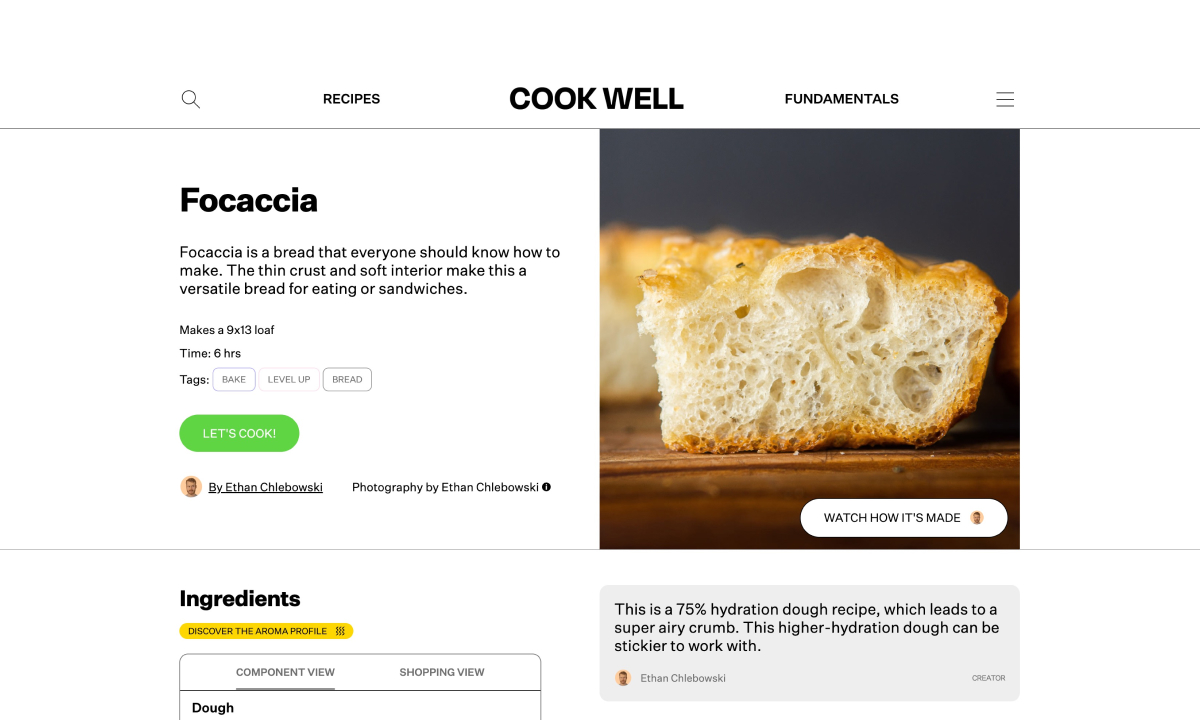 RECIPES
COOK WELL
FUNDAMENTALS
Focaccia
Focaccia is a bread that everyone should know how to
make. The thin crust and soft interior make this a
versatile bread for eating or sandwiches.
Makes a 9x13 loaf
Time: 6 hrs
Tags: BAKE LEVEL UP BREAD
LET'S COOK!
By Ethan Chlebowski
Photography by Ethan Chlebowski
WATCH HOW IT'S MADE
Ingredients
DISCOVER THE AROMA PROFILE
COMPONENT VIEW
SHOPPING VIEW
Dough
This is a 75% hydration dough recipe, which leads to a
super airy crumb. This higher-hydration dough can be
stickier to work with.
Ethan Chlebowski
CREATOR